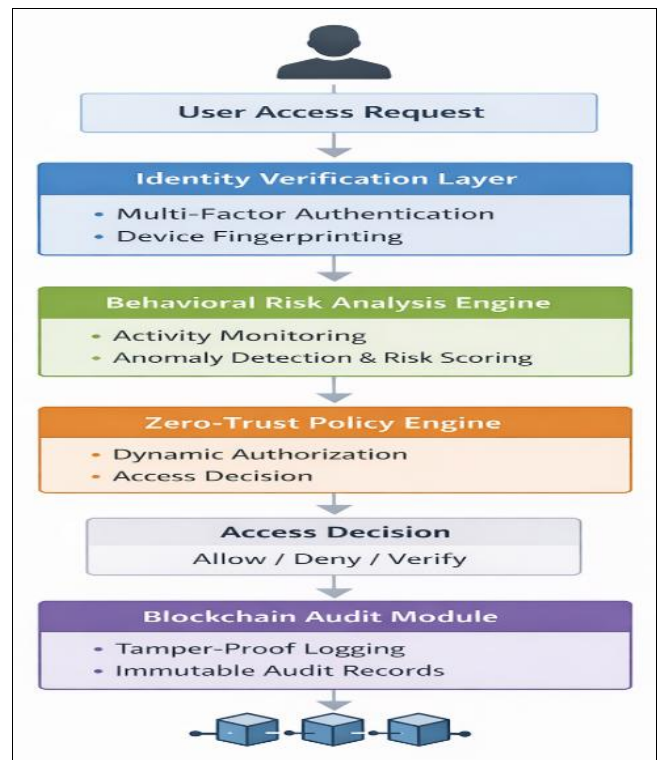 User Access Request
Identity Verification Layer
• Multi-Factor Authentication
• Device Fingerprinting
Behavioral Risk Analysis Engine
• Activity Monitoring
• Anomaly Detection & Risk Scoring
Zero-Trust Policy Engine
• Dynamic Authorization
• Access Decision
Access Decision
Allow / Deny / Verify
Blockchain Audit Module
• Tamper-Proof Logging
• Immutable Audit Records